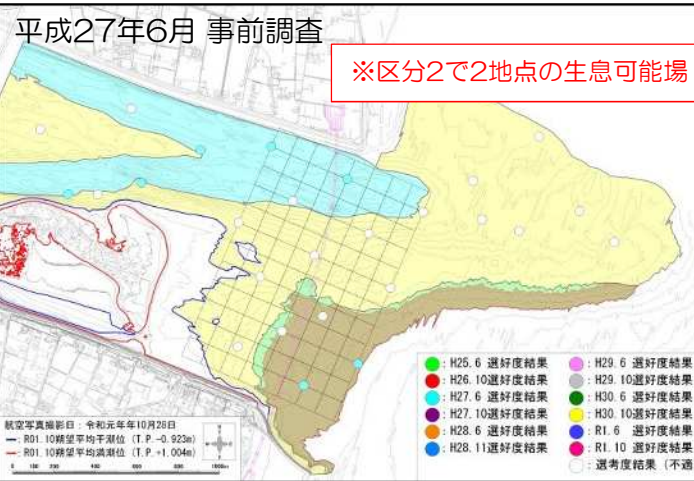 平成27年6月 事前調査
※区分2で2地点の生息可能場
: H25. 6 選好度結果
: H26. 10選好度結果
: H27. 6 選好度結果
: H27. 10選好度結果
: H28. 6 選好度結果
: H28. 11選好度結果
: H29. 6 選好度結果
: H29. 10選好度結果
: H30. 6 選好度結果
: H30. 10選好度結果
: R1. 6 選好度結果
: R1. 10 選好度結果
: 選考度結果（不適
航空写真撮影日：令和元年年10月28日
: R01. 10朔望平均干潮位（T. P. -0. 923m）
: R01. 10朔望平均満潮位（T. P. +1. 004m）
0 100 200 400 600 800 1000m